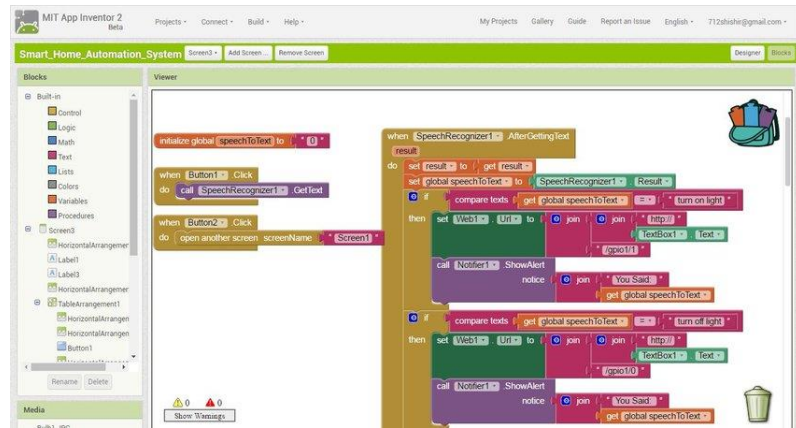 MIT App Inventor 2
Beta
Projects Connect Build Help
My Projects Gallery Guide Report an Issue English 712shishir@gmail.com
Smart_Home_Automation_System Screen3 Add Screen ... Remove Screen
Designer Blocks
Blocks
Viewer
Built-in
Control
Logic
Math
Text
Lists
Colors
Variables
Procedures
Screen3
HorizontalArrangemer
Label1
Label3
HorizontalArrangemer
TableArrangement1
HorizontalArrangen
HorizontalArrangen
Button1
Rename Delete
Media
initialize global speechToText to " 0 "
when Button1 .Click
do call SpeechRecognizer1 .GetText
when Button2 .Click
do open another screen screenName " Screen1 "
0 0
Show Warnings
when SpeechRecognizer1 .AfterGettingText
result
do set result to get result
set global speechToText to SpeechRecognizer1 . Result
if compare texts get global speechToText = " turn on light "
then set Web1 . Url to join join " http:// "
TextBox1 . Text
" /gpio1/1 "
call Notifier1 .ShowAlert
notice join " You Said: "
get global speechToText
if compare texts get global speechToText = " turn off light "
then set Web1 . Url to join join " http:// "
TextBox1 . Text
" /gpio1/0 "
call Notifier1 .ShowAlert
notice join " You Said: "
get global speechToText